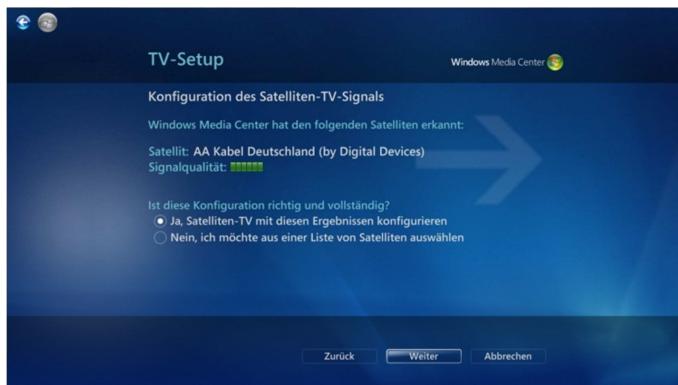 TV-Setup
Windows Media Center
Konfiguration des Satelliten-TV-Signals
Windows Media Center hat den folgenden Satelliten erkannt:
Satellit: AA Kabel Deutschland (by Digital Devices)
Signalqualität:
Ist diese Konfiguration richtig und vollständig?
Ja, Satelliten-TV mit diesen Ergebnissen konfigurieren
Nein, ich möchte aus einer Liste von Satelliten auswählen
Zurück
Weiter
Abbrechen